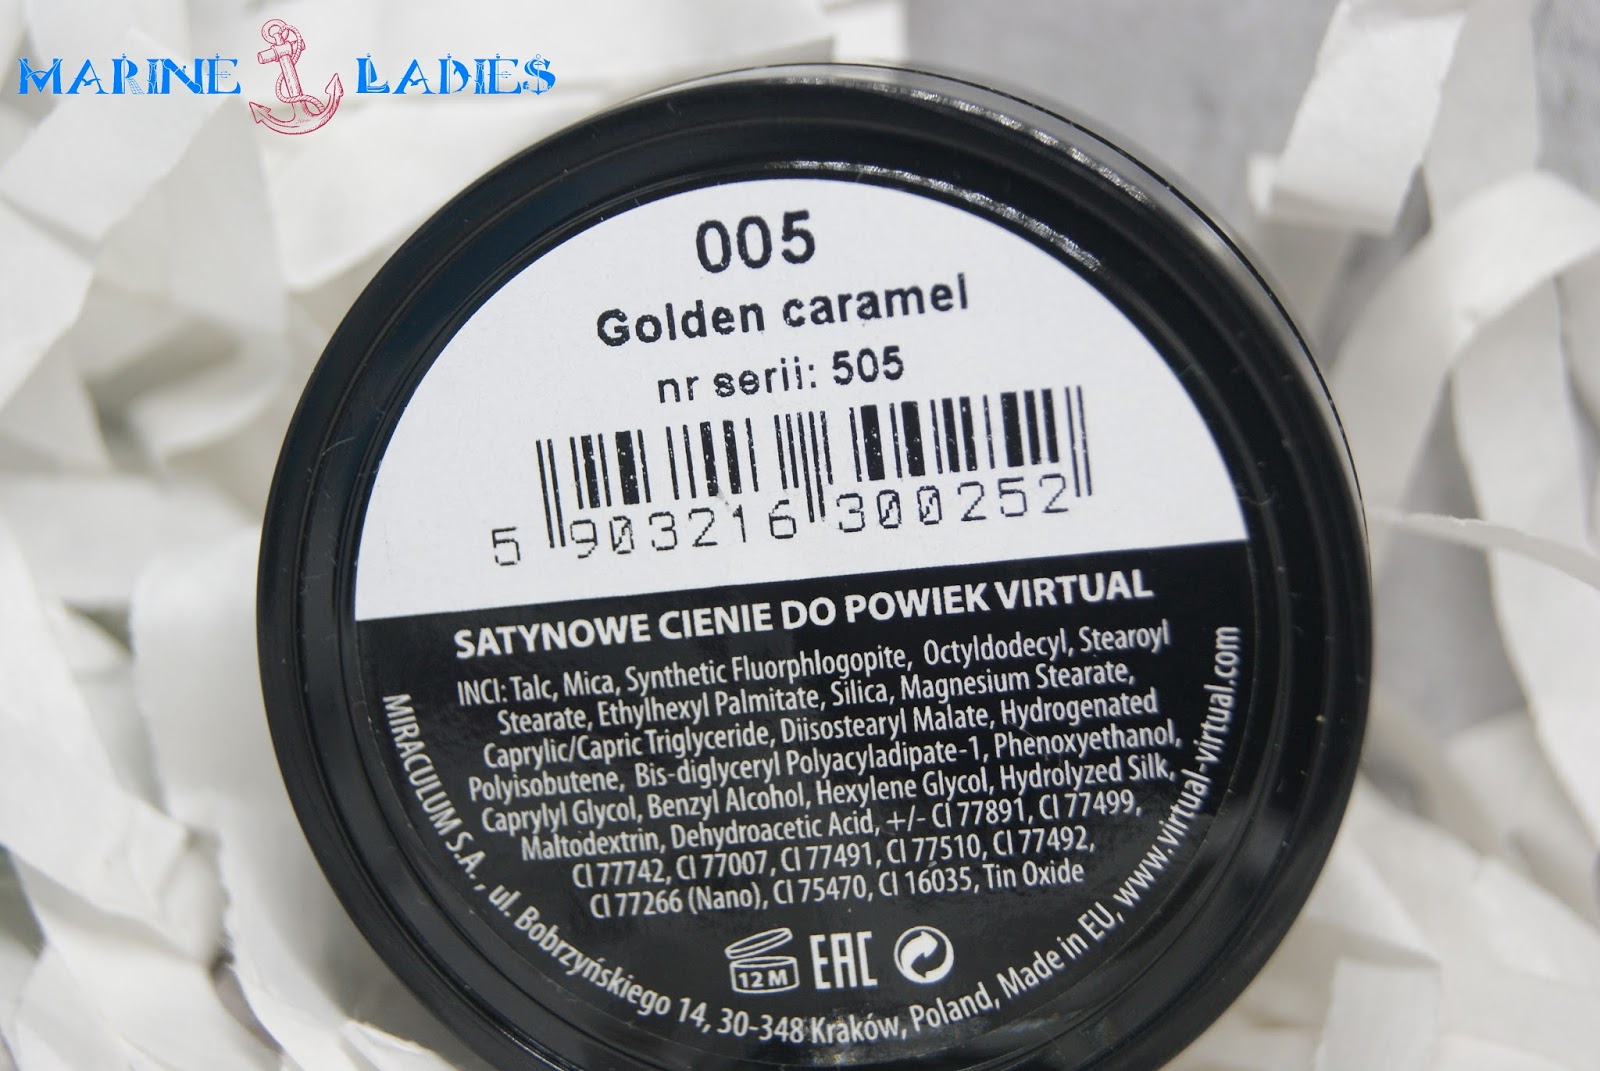 MARINE LADIES
005
Golden caramel
nr serii: 505
5 903216 300252
SATYNOWE CIENIE DO POWIEK VIRTUAL
INCI: Talc, Mica, Synthetic Fluorphlogopite, Octyldodecyl, Stearoyl
Stearate, Ethylhexyl Palmitate, Silica, Magnesium Stearate,
Caprylic/Capric Triglyceride, Diisostearyl Malate, Hydrogenated
Polyisobutene, Bis-diglyceryl Polyacyladipate-1, Phenoxyethanol,
Caprylyl Glycol, Benzyl Alcohol, Hexylene Glycol, Hydrolyzed Silk,
Maltodextrin, Dehydroacetic Acid, +/- CI 77891, CI 77499,
CI 77742, CI 77007, CI 77491, CI 77510, CI 77492,
CI 77266 (Nano), CI 75470, CI 16035, Tin Oxide
12 M EAC
MIRACULUM S.A., ul. Bobrzyńskiego 14, 30-348 Kraków, Poland, Made in EU, www.virtual-virtual.com